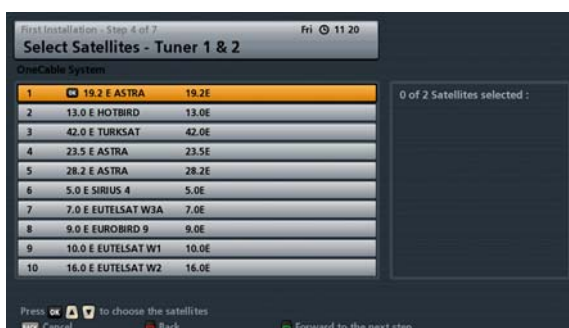 First Installation - Step 4 of 7 Fri 11 20
Select Satellites - Tuner 1 & 2
OneCable System
1 OK 19.2 E ASTRA 19.2E
0 of 2 Satellites selected :
2 13.0 E HOTBIRD 13.0E
3 42.0 E TURKSAT 42.0E
4 23.5 E ASTRA 23.5E
5 28.2 E ASTRA 28.2E
6 5.0 E SIRIUS 4 5.0E
7 7.0 E EUTELSAT W3A 7.0E
8 9.0 E EUROBIRD 9 9.0E
9 10.0 E EUTELSAT W1 10.0E
10 16.0 E EUTELSAT W2 16.0E
Press OK to choose the satellites
Cancel Back Forward to the next step